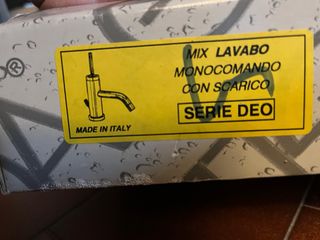 MIX LAVABO
MONOCOMANDO
CON SCARICO
SERIE DEO
MADE IN ITALY